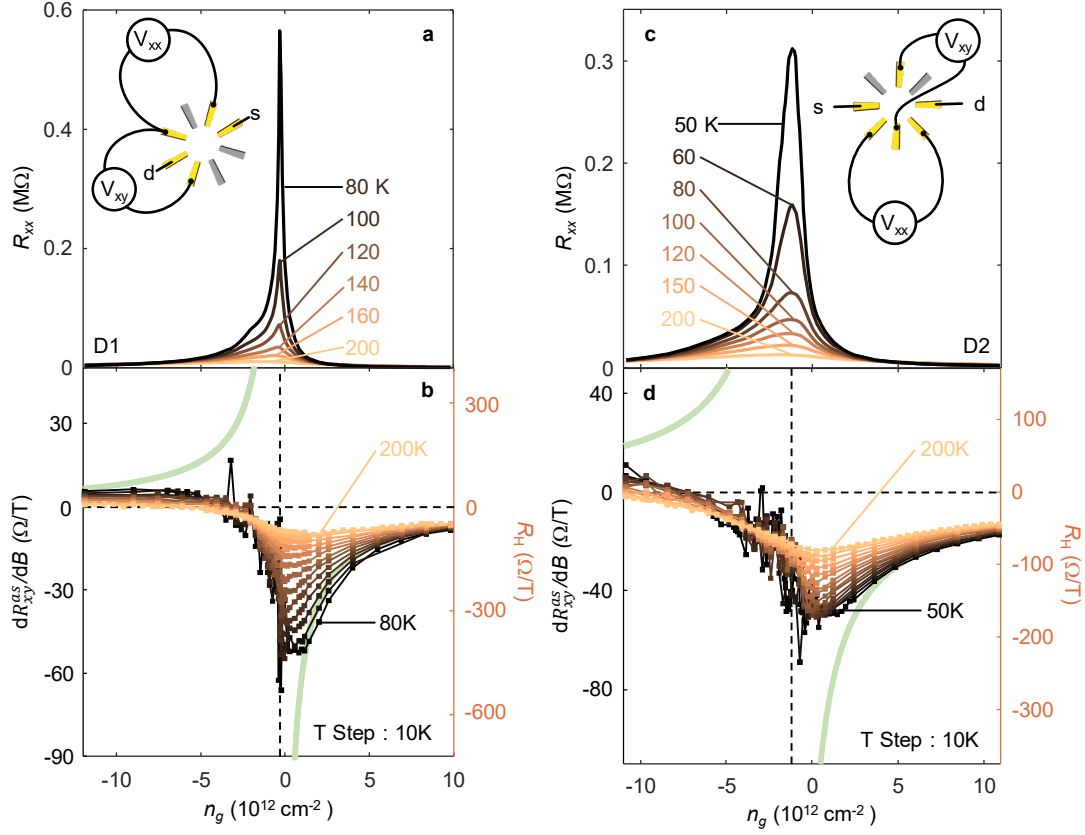 a
R_xx (MΩ)
0.6
0.4
0.2
0
V_xx
V_xy
s
d
80 K
100
120
140
160
200
D1
c
R_xx (MΩ)
0.3
0.2
0.1
0
V_xy
V_xx
s
d
50 K
60
80
100
120
150
200
D2
b
dR_xy^as/dB (Ω/T)
30
0
-30
-60
-90
200K
80K
T Step : 10K
300
0
-300
-600
R_H (Ω/T)
-10
-5
0
5
10
n_g (10^12 cm^-2)
d
dR_xy^as/dB (Ω/T)
40
0
-40
-80
200K
50K
T Step : 10K
100
0
-100
-200
-300
R_H (Ω/T)
-10
-5
0
5
10
n_g (10^12 cm^-2)